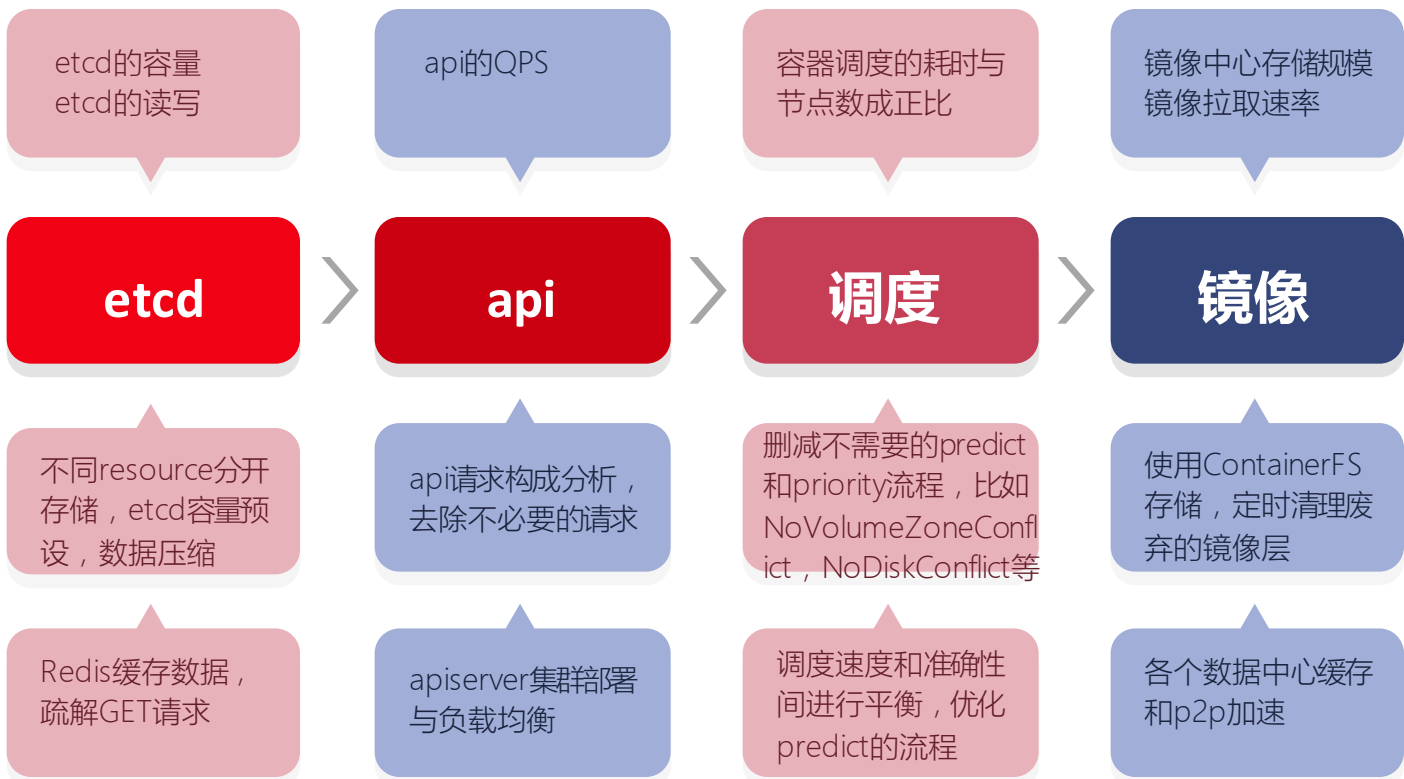 etcd的容量
etcd的读写
api的QPS
容器调度的耗时与
节点数成正比
镜像中心存储规模
镜像拉取速率
etcd
api
调度
镜像
不同resource分开
存储，etcd容量预
设，数据压缩
api请求构成分析，
去除不必要的请求
删减不需要的predict
和priority流程，比如
NoVolumeZoneConfl
ict，NoDiskConflict等
使用ContainerFS
存储，定时清理废
弃的镜像层
Redis缓存数据，
疏解GET请求
apiserver集群部署
与负载均衡
调度速度和准确性
间进行平衡，优化
predict的流程
各个数据中心缓存
和p2p加速